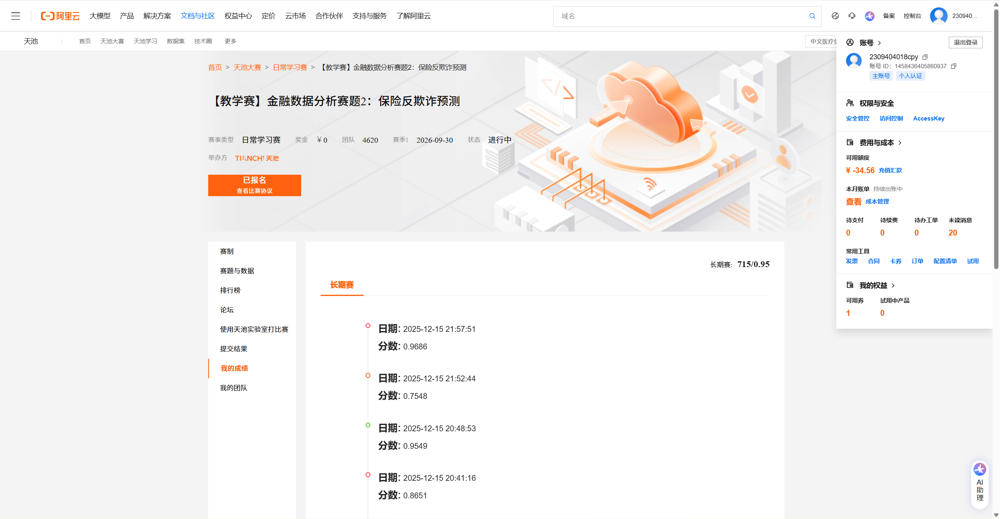 阿里云 大模型 产品 解决方案 文档与社区 权益中心 定价 云市场 合作伙伴 支持与服务 了解阿里云 域名 备案 控制台 230940...
天池 首页 天池大赛 天池学习 数据集 技术圈 更多 中文医疗
首页 > 天池大赛 > 日常学习赛 > 【教学赛】金融数据分析赛题2：保险反欺诈预测
【教学赛】金融数据分析赛题2：保险反欺诈预测
赛事类型 日常学习赛 奖金 ￥0 团队 4620 赛季1 2026-09-30 状态 进行中
举办方 TIANCHI天池
已报名
查看比赛协议
赛制
赛题与数据
排行榜
论坛
使用天池实验室打比赛
提交结果
我的成绩
我的团队
长期赛: 715/0.95
长期赛
日期: 2025-12-15 21:57:51
分数: 0.9686
日期: 2025-12-15 21:52:44
分数: 0.7548
日期: 2025-12-15 20:48:53
分数: 0.9549
日期: 2025-12-15 20:41:16
分数: 0.8651
账号 退出登录
2309404018cpy
账号 ID：1458436405860937
主账号 个人认证
权限与安全
安全管控 访问控制 AccessKey
费用与成本
可用额度
¥ -34.56 充值汇款
本月账单 持续出账中
查看 成本管理
待支付 待续费 待办工单 未读消息
0 0 0 20
常用工具
发票 合同 卡券 订单 配置清单 试用
我的权益
可用券 试用中产品
1 0
AI
助
理